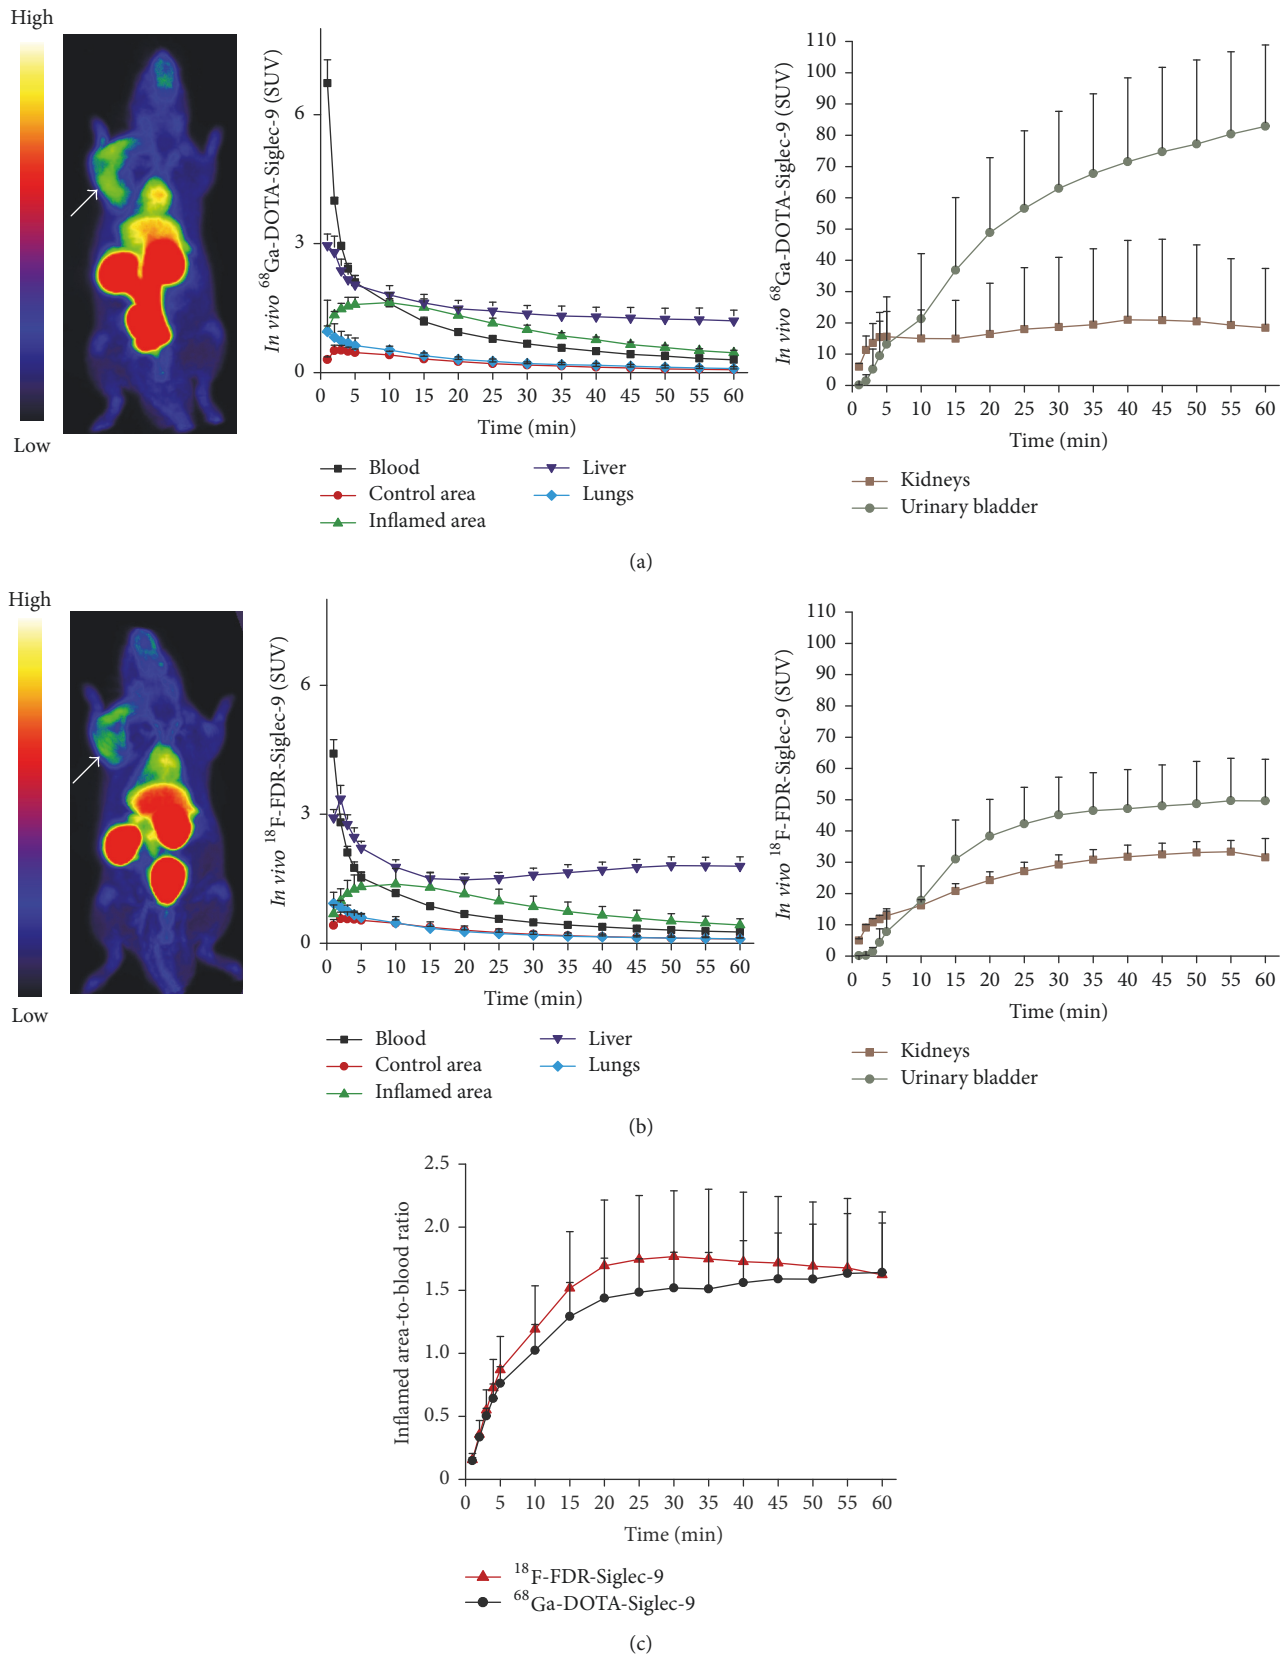 High
Low
In vivo ⁶⁸Ga-DOTA-Siglec-9 (SUV)
6
3
0
0 5 10 15 20 25 30 35 40 45 50 55 60
Time (min)
Blood
Control area
Inflamed area
Liver
Lungs
In vivo ⁶⁸Ga-DOTA-Siglec-9 (SUV)
110
100
90
80
70
60
50
40
30
20
10
0
0 5 10 15 20 25 30 35 40 45 50 55 60
Time (min)
Kidneys
Urinary bladder
(a)
High
Low
In vivo ¹⁸F-FDR-Siglec-9 (SUV)
6
3
0
0 5 10 15 20 25 30 35 40 45 50 55 60
Time (min)
Blood
Control area
Inflamed area
Liver
Lungs
In vivo ¹⁸F-FDR-Siglec-9 (SUV)
110
100
90
80
70
60
50
40
30
20
10
0
0 5 10 15 20 25 30 35 40 45 50 55 60
Time (min)
Kidneys
Urinary bladder
(b)
Inflamed area-to-blood ratio
2.5
2.0
1.5
1.0
0.5
0
0 5 10 15 20 25 30 35 40 45 50 55 60
Time (min)
¹⁸F-FDR-Siglec-9
⁶⁸Ga-DOTA-Siglec-9
(c)